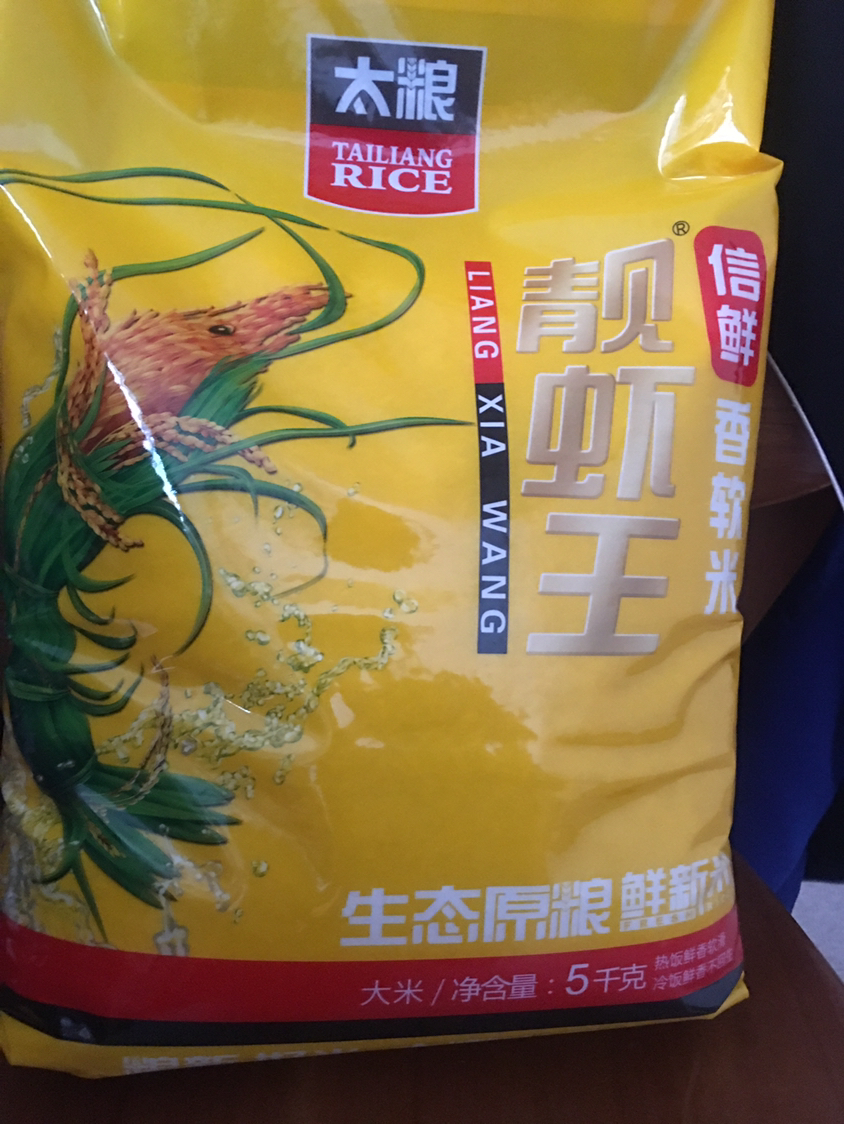 太粮
TAILIANG
RICE
®
靓虾王
LIANG XIA WANG
信鲜
香软米
生态原粮 鲜新米
大米/净含量：5千克
热饭鲜香软滑